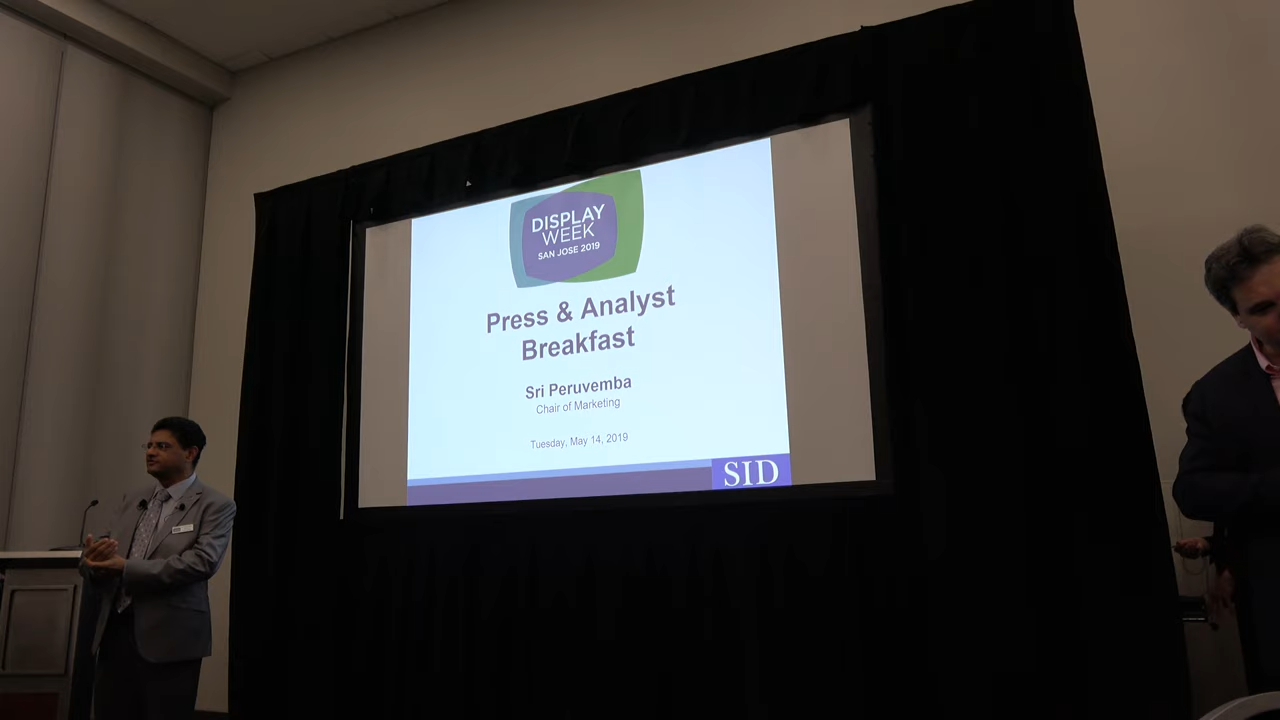 DISPLAY
WEEK
SAN JOSE 2019
Press & Analyst
Breakfast
Sri Peruvemba
Chair of Marketing
Tuesday, May 14, 2019
SID